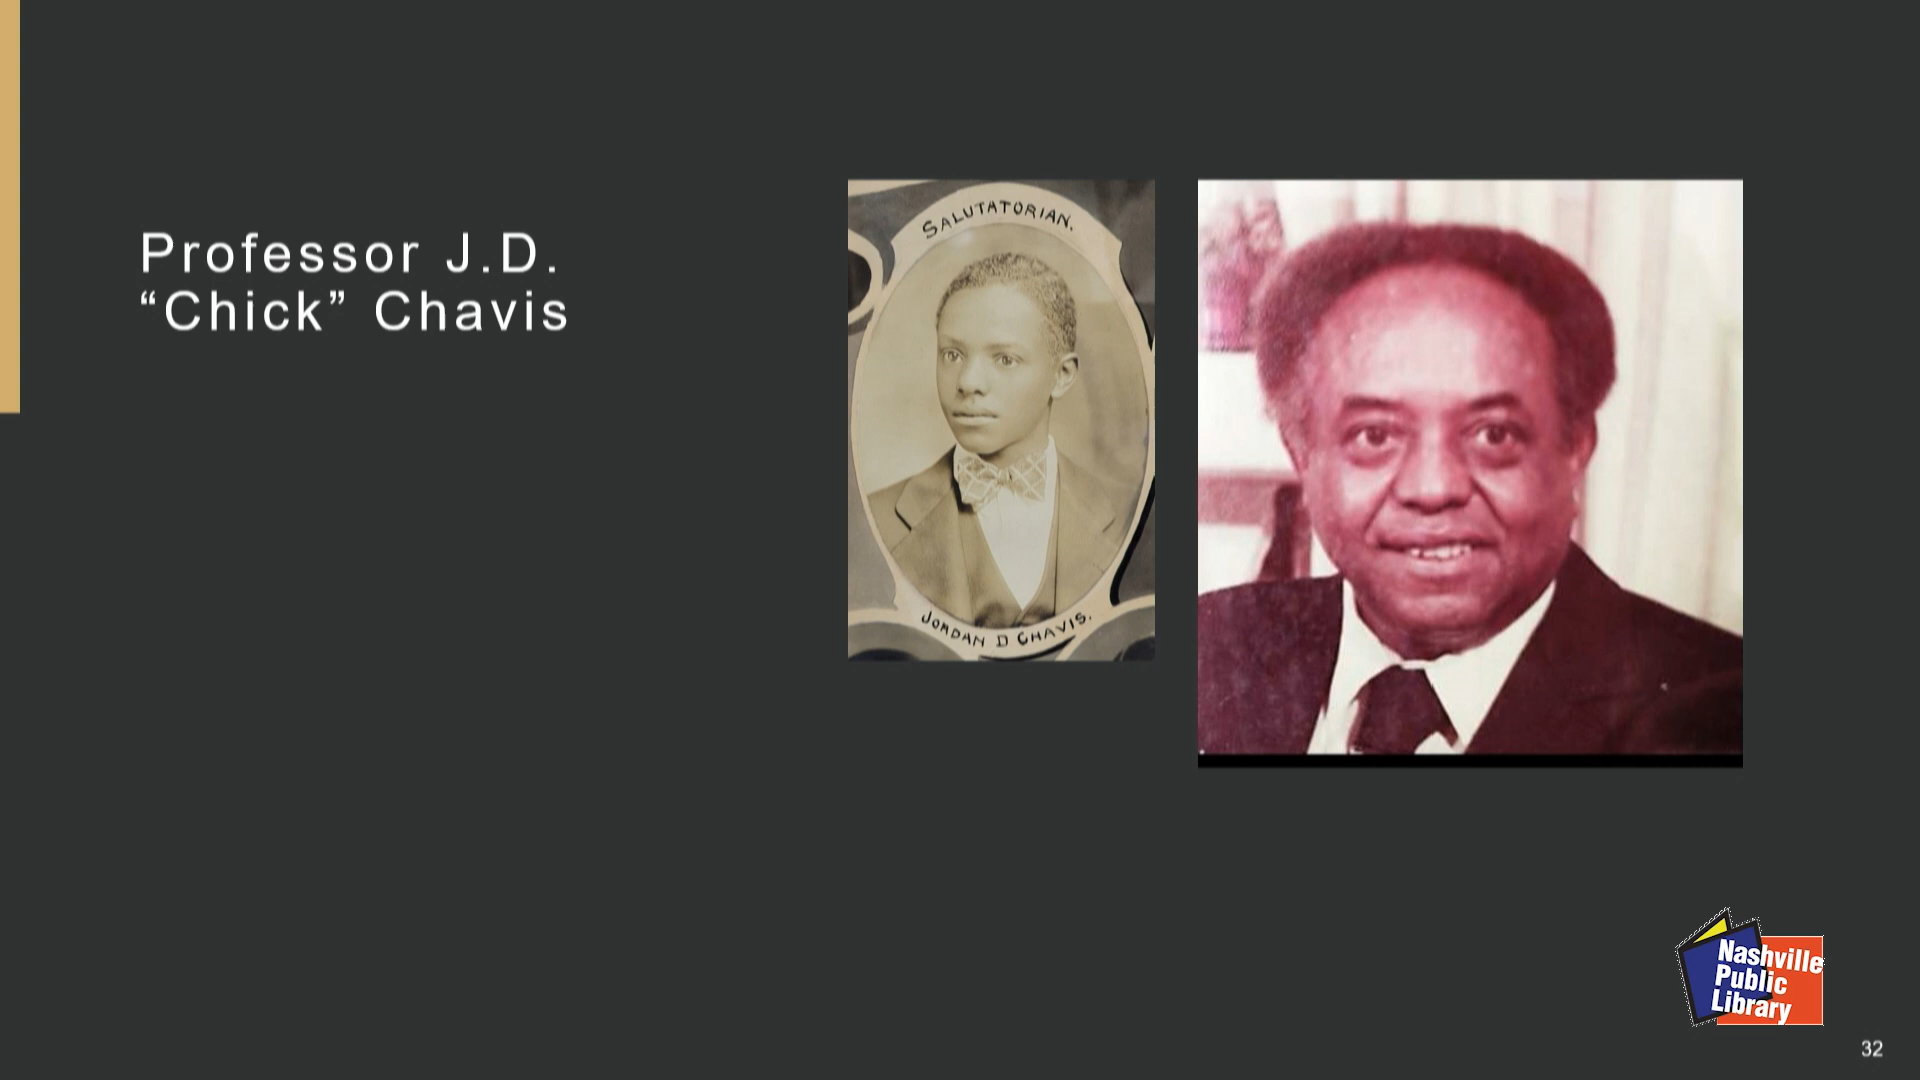 Professor J.D.
“Chick” Chavis
SALUTATORIAN.
JORDAN D CHAVIS.
Nashville
Public
Library
32